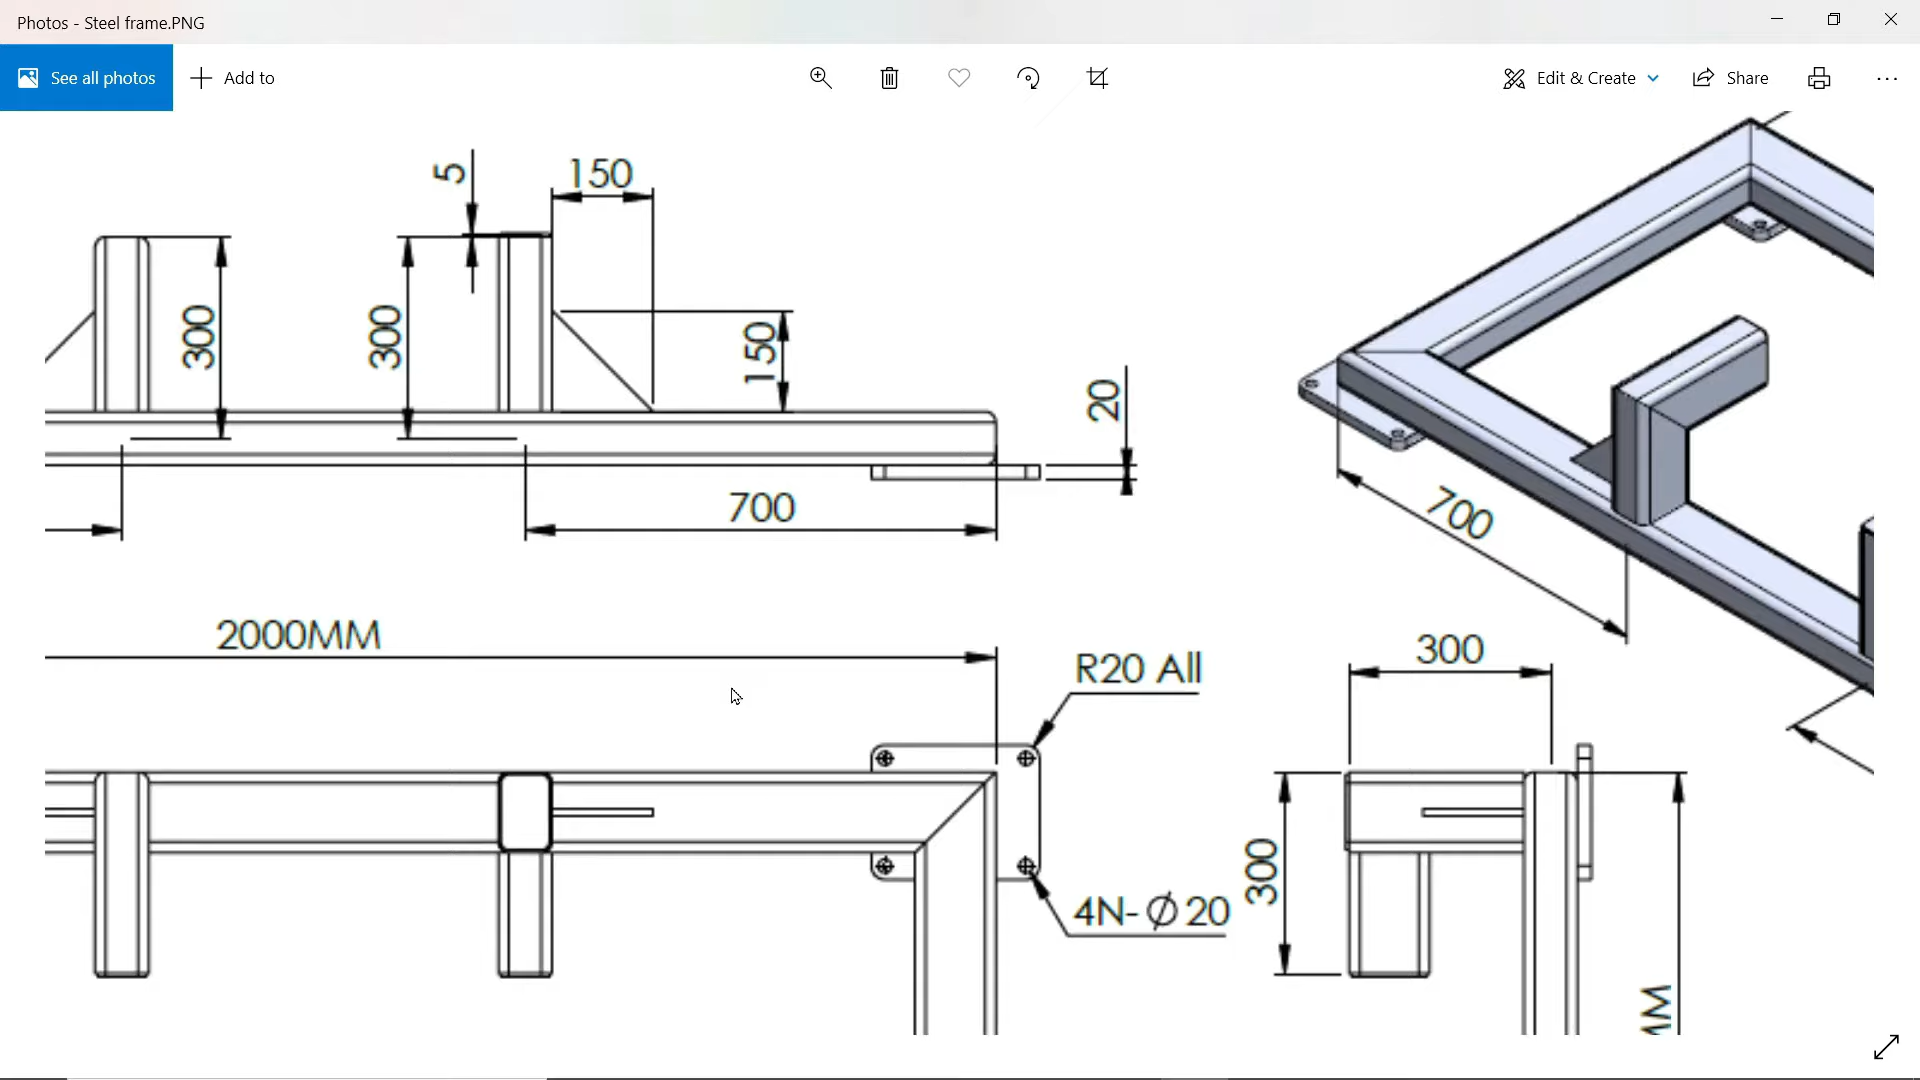 Photos - Steel frame.PNG
See all photos
Add to
Edit & Create
Share
5
150
300
300
150
20
700
700
2000MM
R20 All
300
300
4N-Ø20
MM